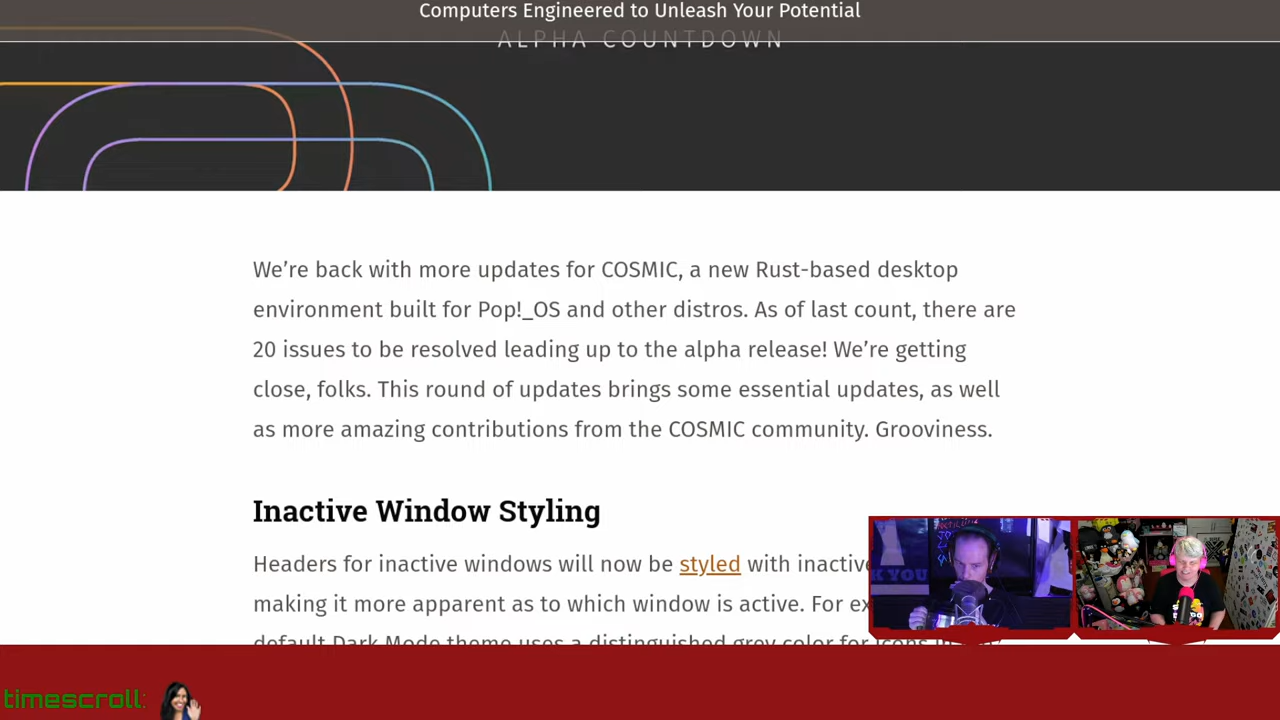 Computers Engineered to Unleash Your Potential
ALPHA COUNTDOWN
We’re back with more updates for COSMIC, a new Rust-based desktop
environment built for Pop!_OS and other distros. As of last count, there are
20 issues to be resolved leading up to the alpha release! We’re getting
close, folks. This round of updates brings some essential updates, as well
as more amazing contributions from the COSMIC community. Grooviness.
Inactive Window Styling
Headers for inactive windows will now be styled with inactive
making it more apparent as to which window is active. For ex
default Dark Mode theme uses a distinguished grey color for icons in
timescroll: